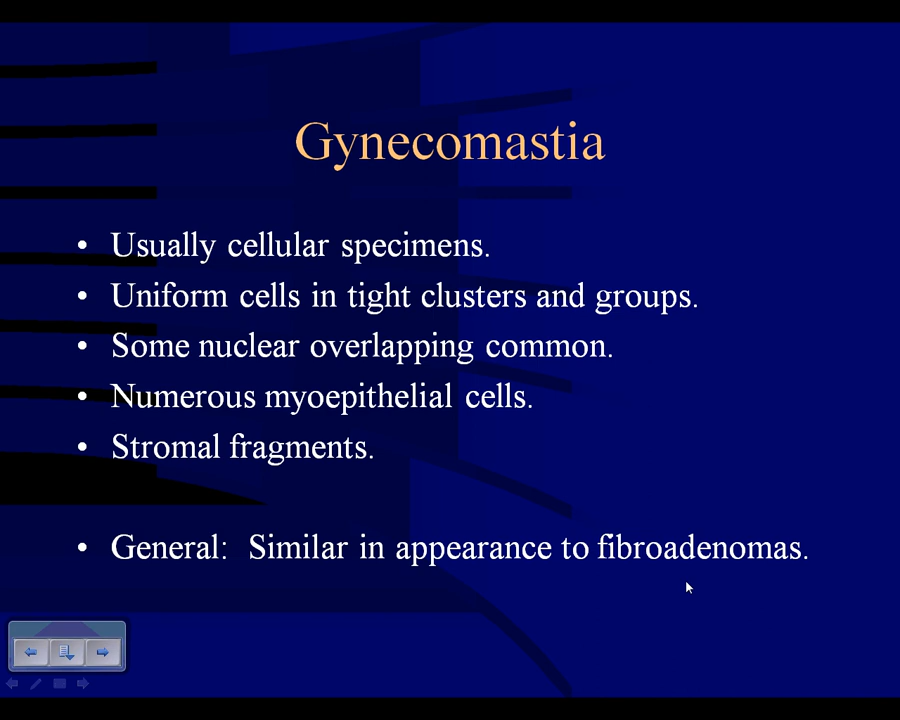 Gynecomastia
• Usually cellular specimens.
• Uniform cells in tight clusters and groups.
• Some nuclear overlapping common.
• Numerous myoepithelial cells.
• Stromal fragments.
• General: Similar in appearance to fibroadenomas.